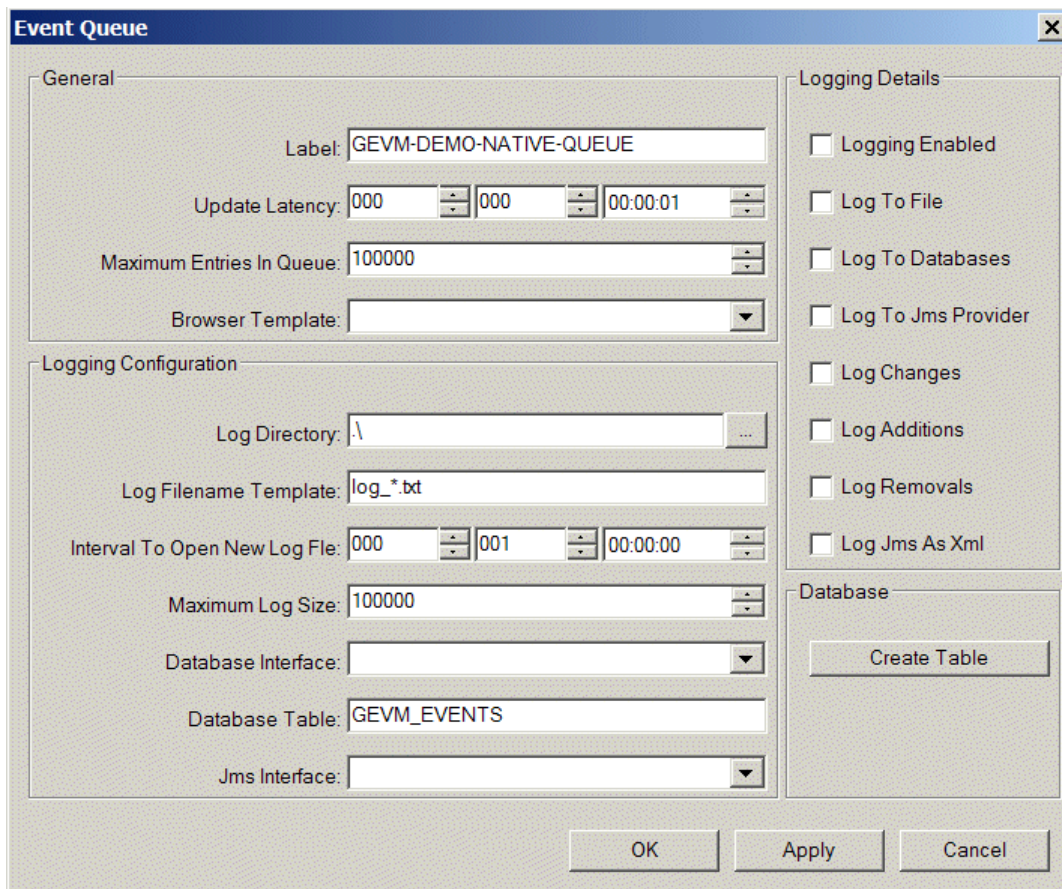 Event Queue
General
Label: GEVM-DEMO-NATIVE-QUEUE
Update Latency: 000 000 00:00:01
Maximum Entries In Queue: 100000
Browser Template:
Logging Configuration
Log Directory: .\ ...
Log Filename Template: log_*.txt
Interval To Open New Log Fle: 000 001 00:00:00
Maximum Log Size: 100000
Database Interface:
Database Table: GEVM_EVENTS
Jms Interface:
Logging Details
Logging Enabled
Log To File
Log To Databases
Log To Jms Provider
Log Changes
Log Additions
Log Removals
Log Jms As Xml
Database
Create Table
OK Apply Cancel